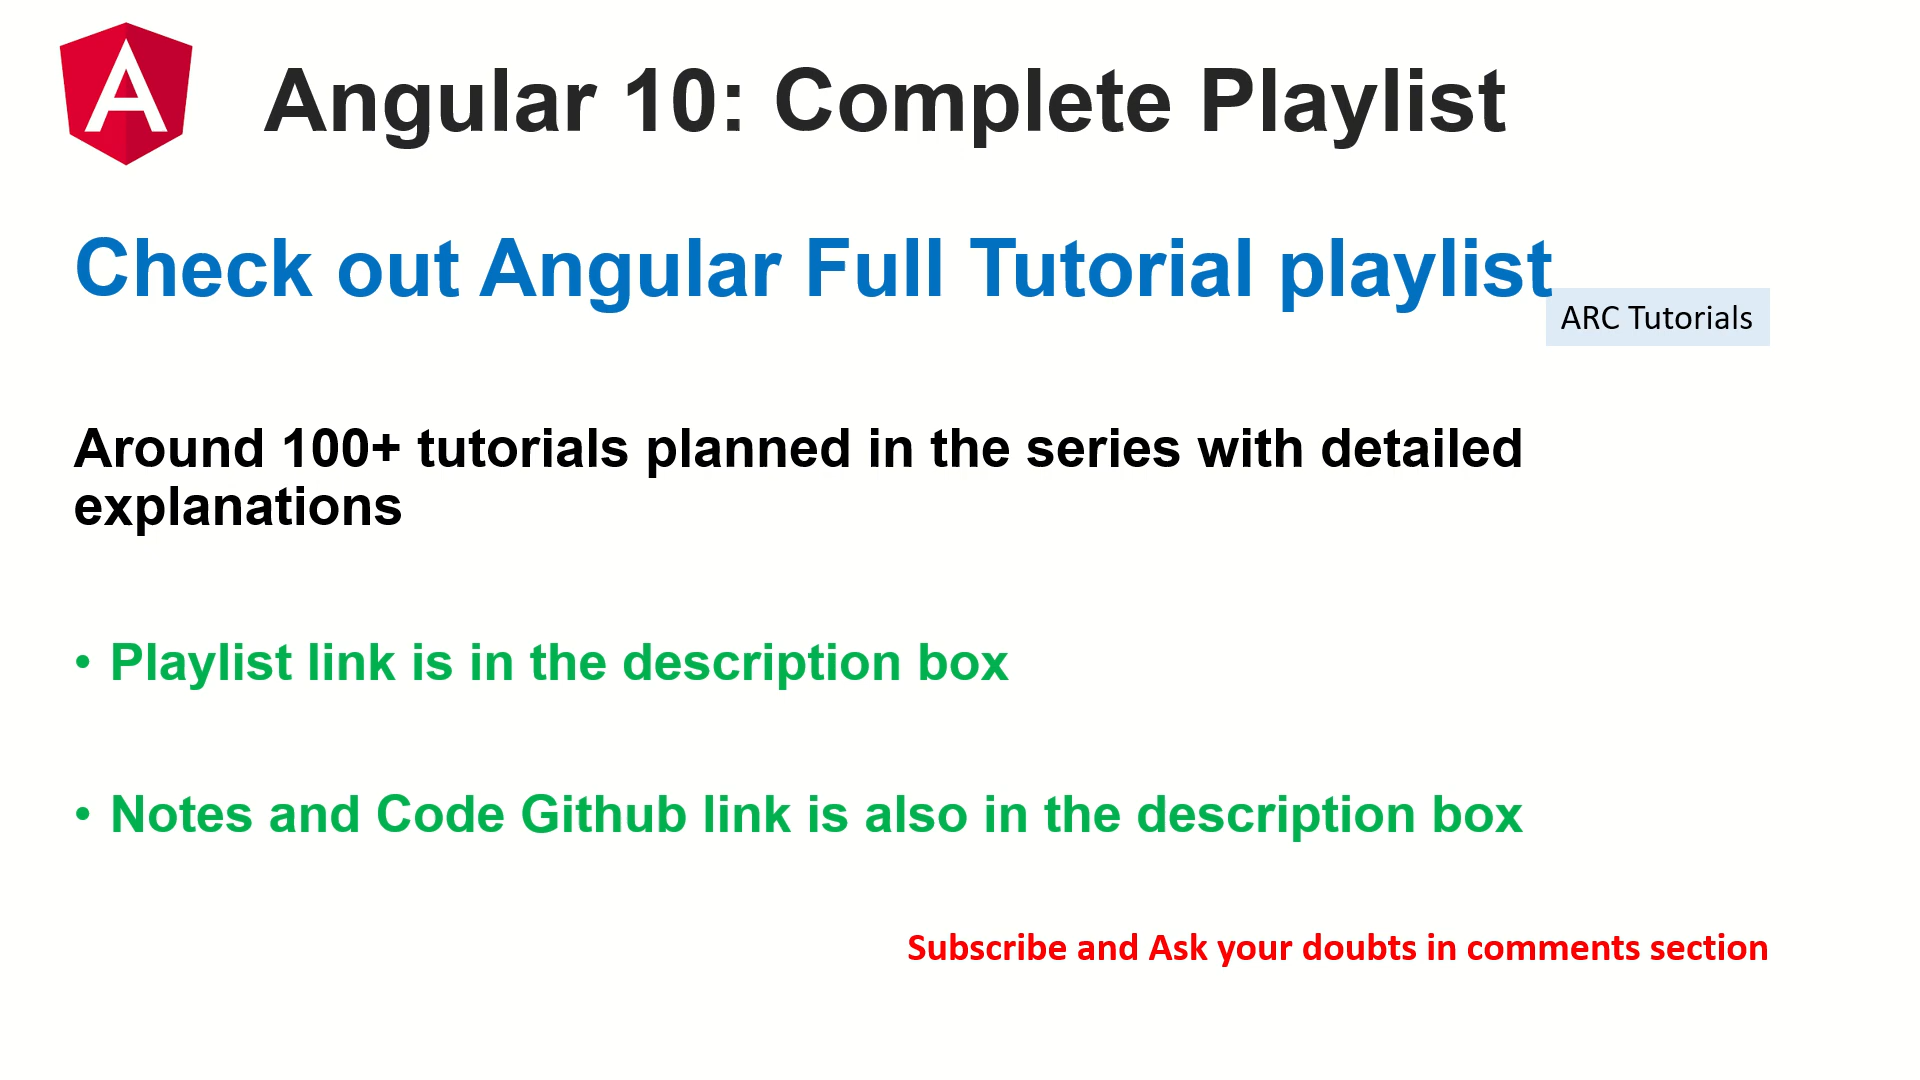 Angular 10: Complete Playlist
Check out Angular Full Tutorial playlist
ARC Tutorials
Around 100+ tutorials planned in the series with detailed
explanations
• Playlist link is in the description box
• Notes and Code Github link is also in the description box
Subscribe and Ask your doubts in comments section